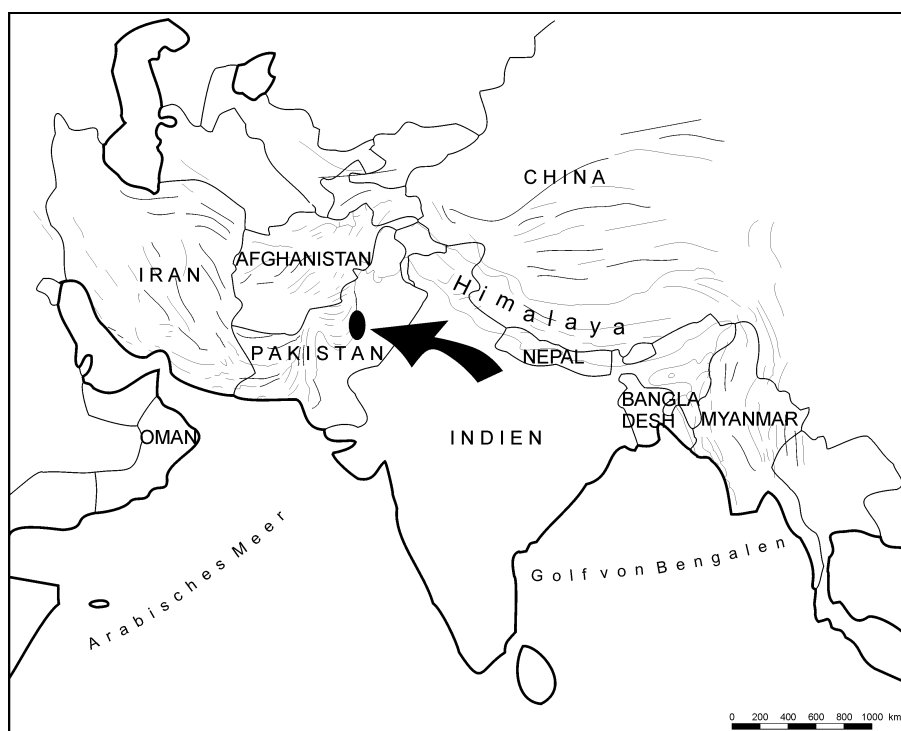 CHINA
AFGHANISTAN
IRAN
Himalaya
PAKISTAN
NEPAL
BANGLA
DESH
MYANMAR
OMAN
INDIEN
Arabisches Meer
Golf von Bengalen
0 200 400 600 800 1000 km